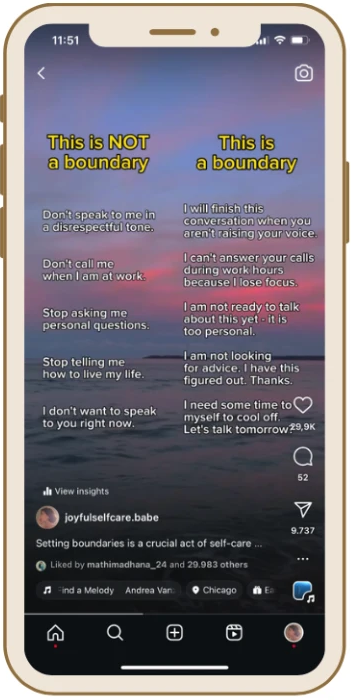 11:51
This is NOT
a boundary
This is
a boundary
Don't speak to me in
a disrespectful tone.
I will finish this
conversation when you
aren't raising your voice.
Don't call me
when I am at work.
I can't answer your calls
during work hours
because I lose focus.
Stop asking me
personal questions.
I am not ready to talk
about this yet - it is
too personal.
Stop telling me
how to live my life.
I am not looking
for advice. I have this
figured out. Thanks.
I don't want to speak
to you right now.
I need some time to
myself to cool off.
Let's talk tomorrow?
29,9K
52
9.737
View insights
joyfulselfcare.babe
Setting boundaries is a crucial act of self-care ...
Liked by mathimadhana_24 and 29.983 others
Find a Melody Andrea Van
Chicago
Ea